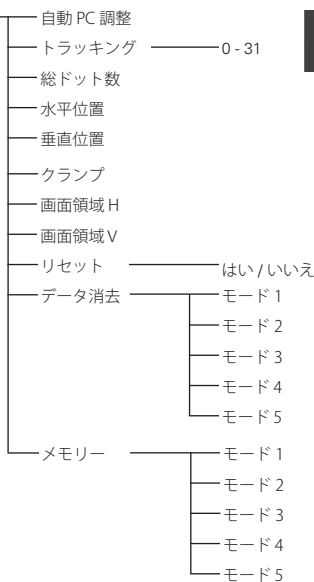 自動 PC 調整
トラッキング 0 - 31
総ドット数
水平位置
垂直位置
クランプ
画面領域 H
画面領域 V
リセット はい / いいえ
データ消去 モード 1
モード 2
モード 3
モード 4
モード 5
メモリー モード 1
モード 2
モード 3
モード 4
モード 5